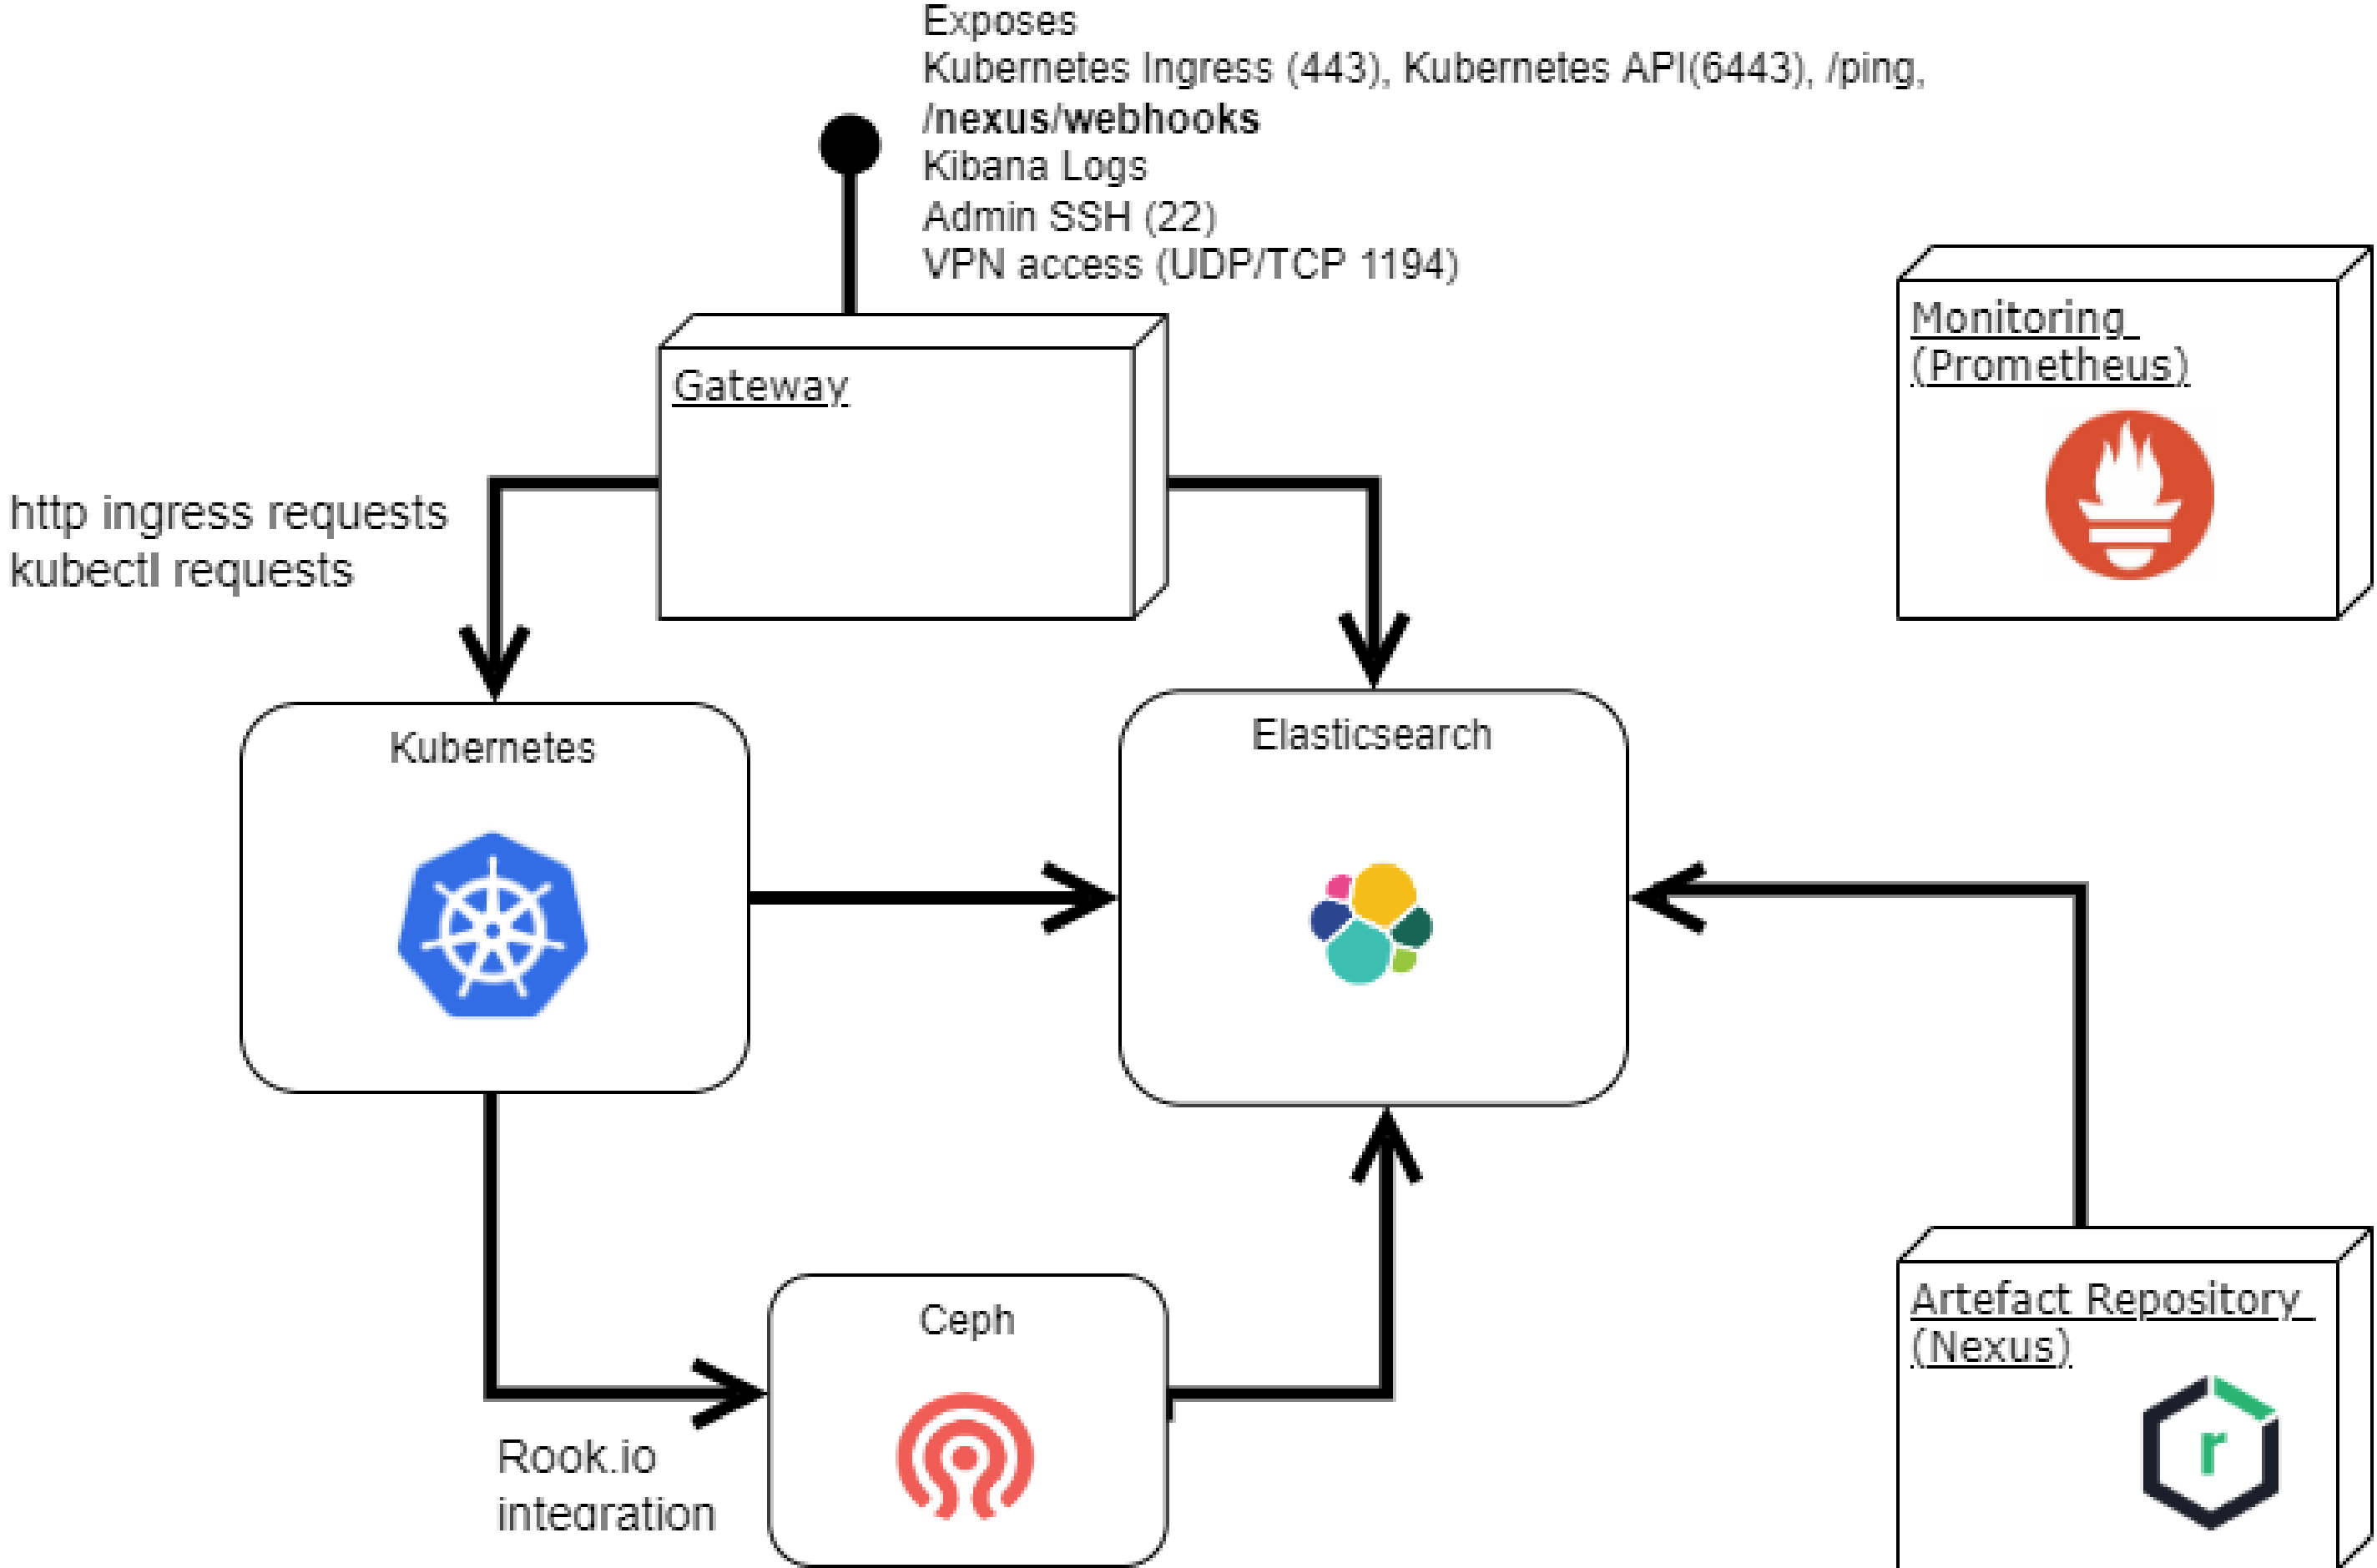 Exposes
Kubernetes Ingress (443), Kubernetes API(6443), /ping,
/nexus/webhooks
Kibana Logs
Admin SSH (22)
VPN access (UDP/TCP 1194)
Monitoring
(Prometheus)
Gateway
http ingress requests
kubectl requests
Kubernetes
Elasticsearch
Ceph
Rook.io
integration
Artefact Repository
(Nexus)
r